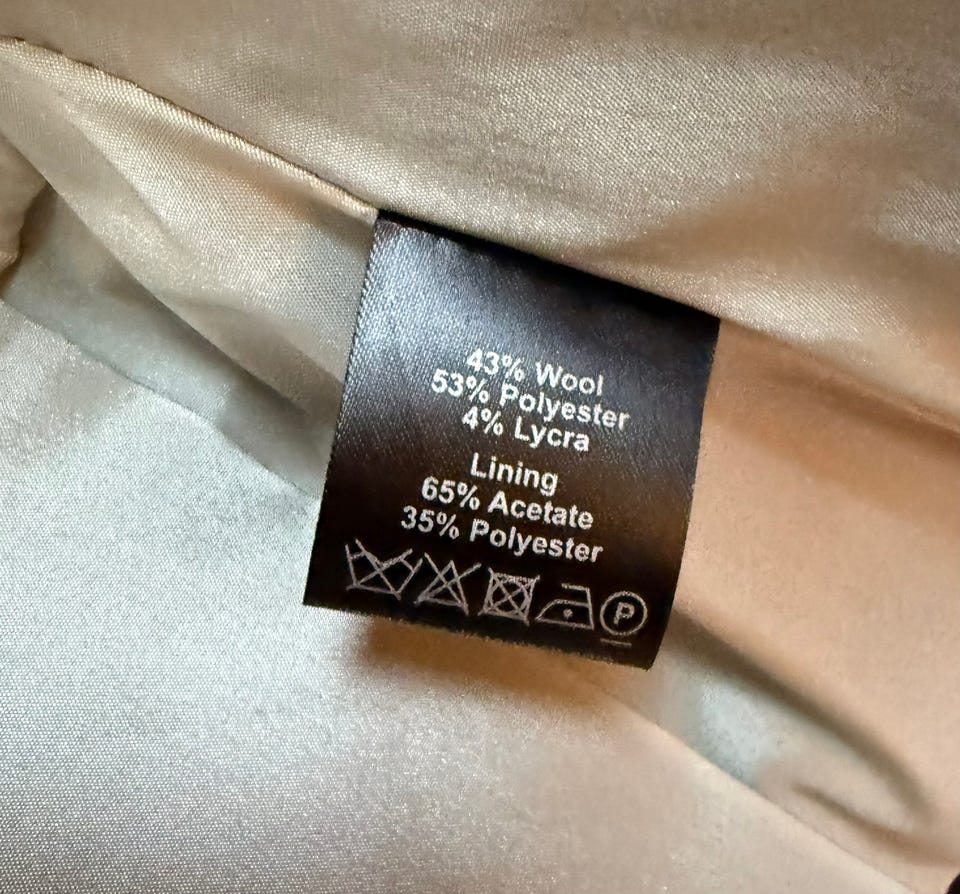 43% Wool
53% Polyester
4% Lycra
Lining
65% Acetate
35% Polyester
P